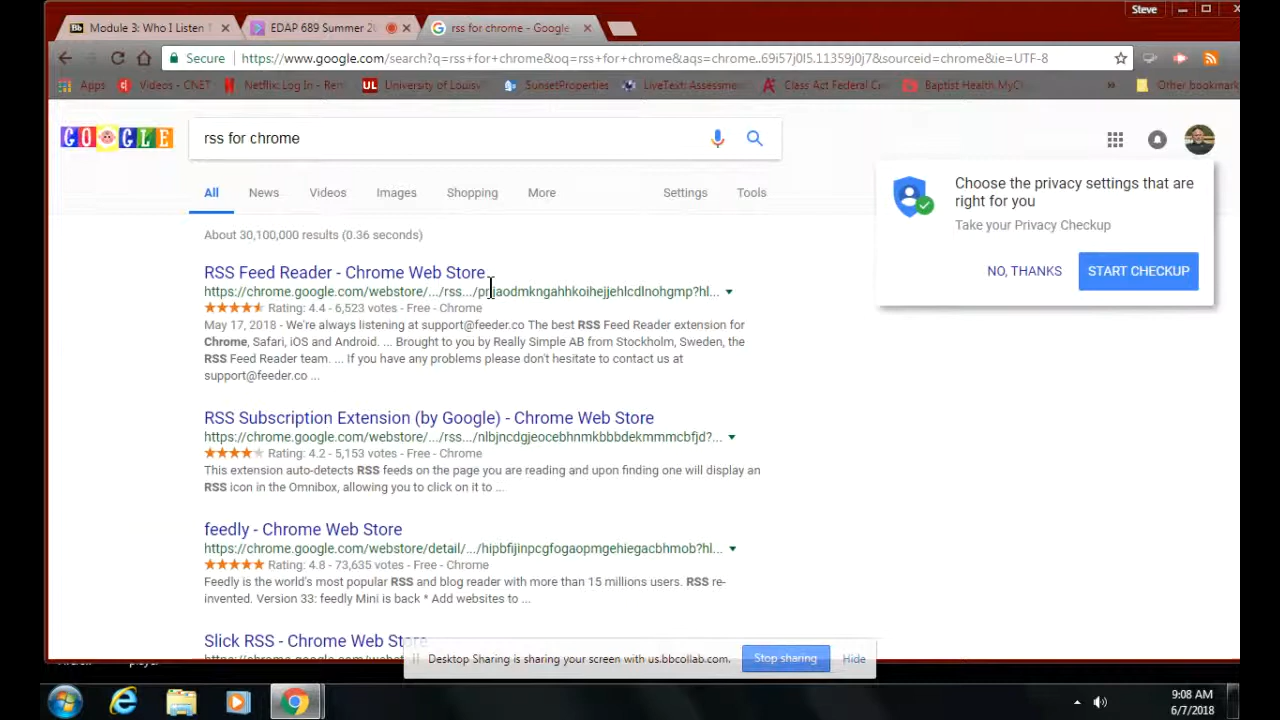 Steve
Module 3: Who I Listen T
EDAP 689 Summer 20
rss for chrome - Google
Secure
https://www.google.com/search?q=rss+for+chrome&oq=rss+for+chrome&aqs=chrome..69i57j0l5.11359j0j7&sourceid=chrome&ie=UTF-8
Apps
Videos - CNET
Netflix: Log In - Rem
University of Louisv
SunsetProperties
LiveText: Assessme
Class Act Federal Cr
Baptist Health MyC
Other bookmark
GOOGLE
rss for chrome
All News Videos Images Shopping More Settings Tools
Choose the privacy settings that are
right for you
Take your Privacy Checkup
NO, THANKS
START CHECKUP
About 30,100,000 results (0.36 seconds)
RSS Feed Reader - Chrome Web Store
Rating: 4.4 - 6,523 votes - Free - Chrome
May 17, 2018 - We're always listening at support@feeder.co The best RSS Feed Reader extension for
Chrome, Safari, iOS and Android. ... Brought to you by Really Simple AB from Stockholm, Sweden, the
RSS Feed Reader team. ... If you have any problems please don't hesitate to contact us at
support@feeder.co ...
RSS Subscription Extension (by Google) - Chrome Web Store
https://chrome.google.com/webstore/.../rss.../nlbjncdgjeocebhnmkbbbdekmmmcbfjd?...
Rating: 4.2 - 5,153 votes - Free - Chrome
This extension auto-detects RSS feeds on the page you are reading and upon finding one will display an
RSS icon in the Omnibox, allowing you to click on it to ...
feedly - Chrome Web Store
https://chrome.google.com/webstore/detail/.../hipbfijinpcgfogaopmgehiegacbhmob?hl...
Rating: 4.8 - 73,635 votes - Free - Chrome
Feedly is the world's most popular RSS and blog reader with more than 15 millions users. RSS re-
invented. Version 33: feedly Mini is back * Add websites to ...
Slick RSS - Chrome Web Store
Desktop Sharing is sharing your screen with us.bbcollab.com.
Stop sharing
Hide
9:08 AM
6/7/2018